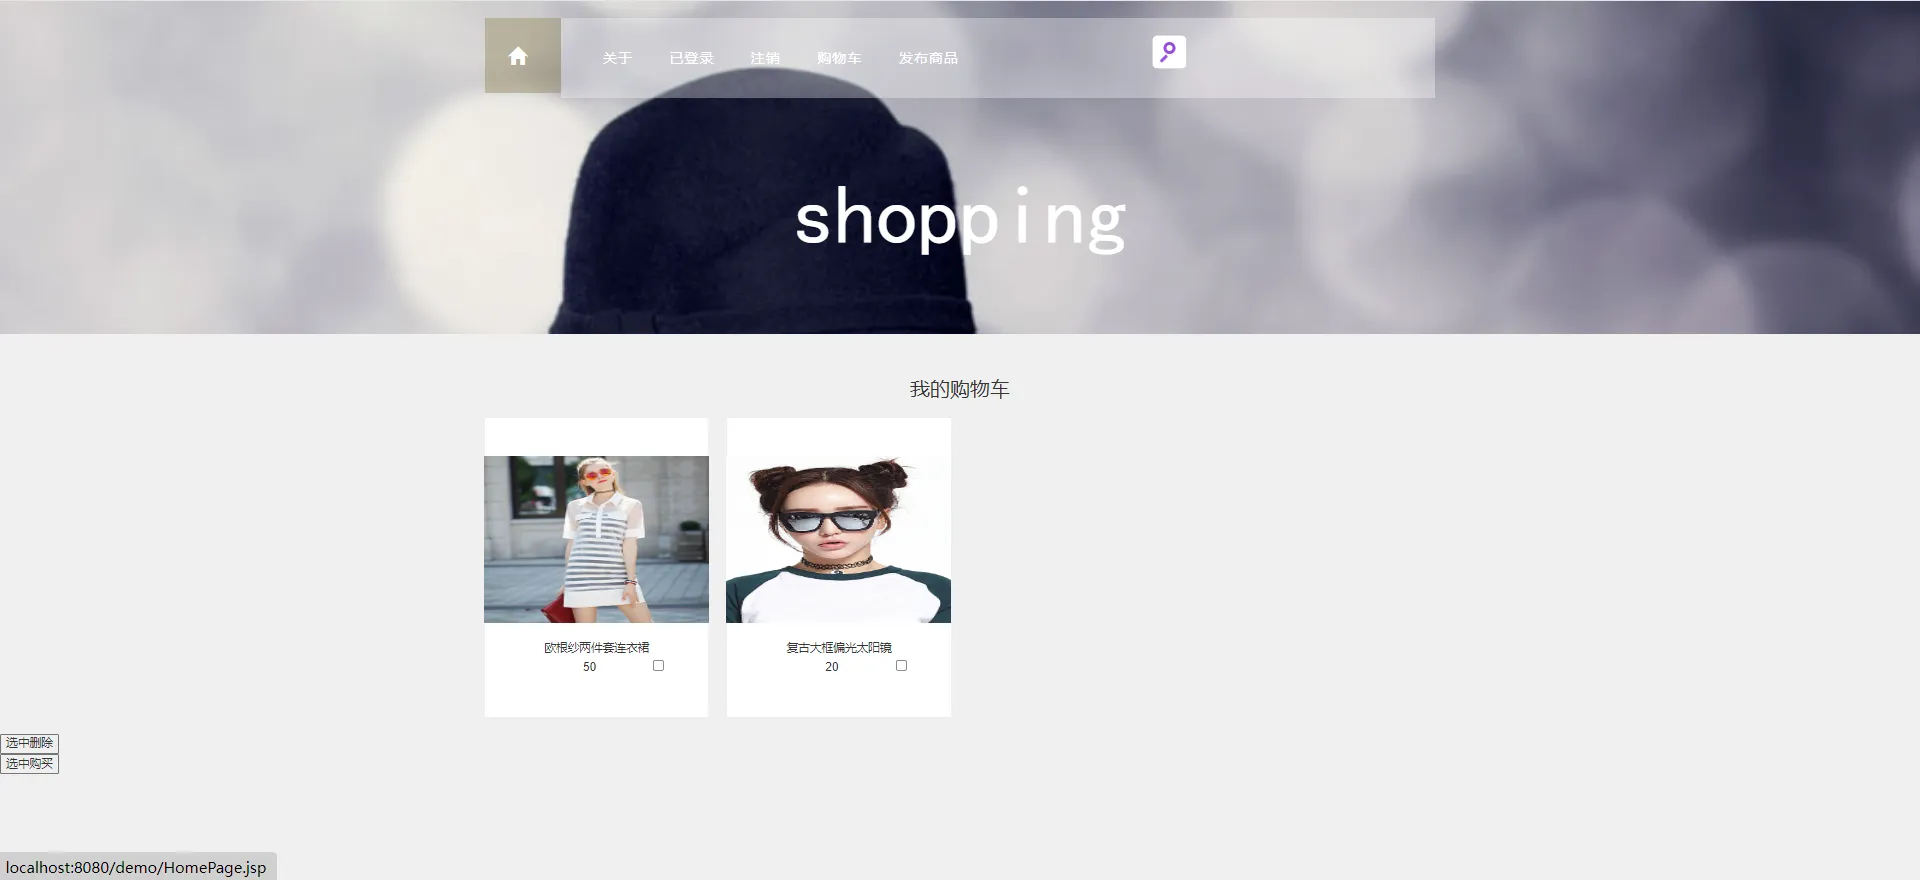 关于 已登录 注销 购物车 发布商品
shopping
我的购物车
欧根纱两件套连衣裙
50
复古大框偏光太阳镜
20
选中删除
选中购买
localhost:8080/demo/HomePage.jsp